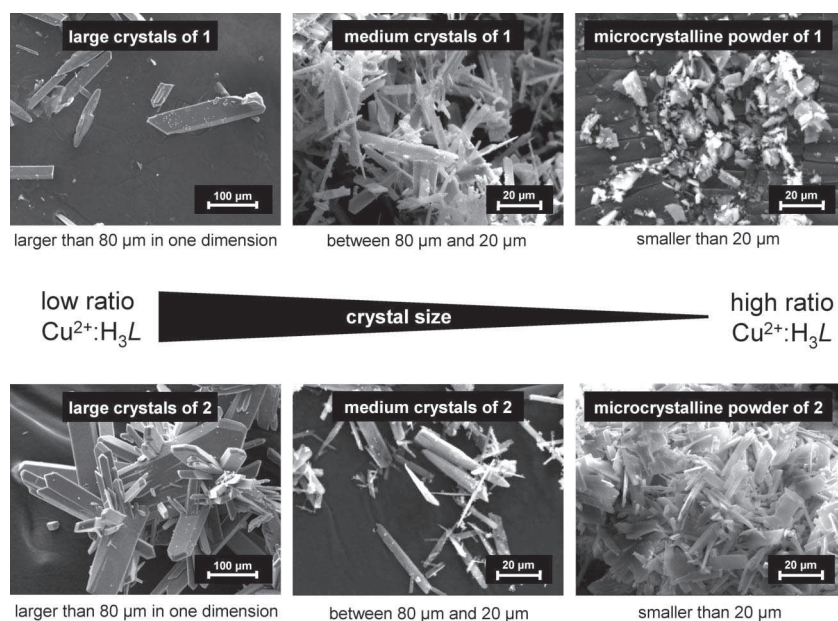 large crystals of 1
medium crystals of 1
microcrystalline powder of 1
100 µm
20 µm
20 µm
larger than 80 µm in one dimension
between 80 µm and 20 µm
smaller than 20 µm
low ratio
Cu²⁺:H₃L
crystal size
high ratio
Cu²⁺:H₃L
large crystals of 2
medium crystals of 2
microcrystalline powder of 2
100 µm
20 µm
20 µm
larger than 80 µm in one dimension
between 80 µm and 20 µm
smaller than 20 µm